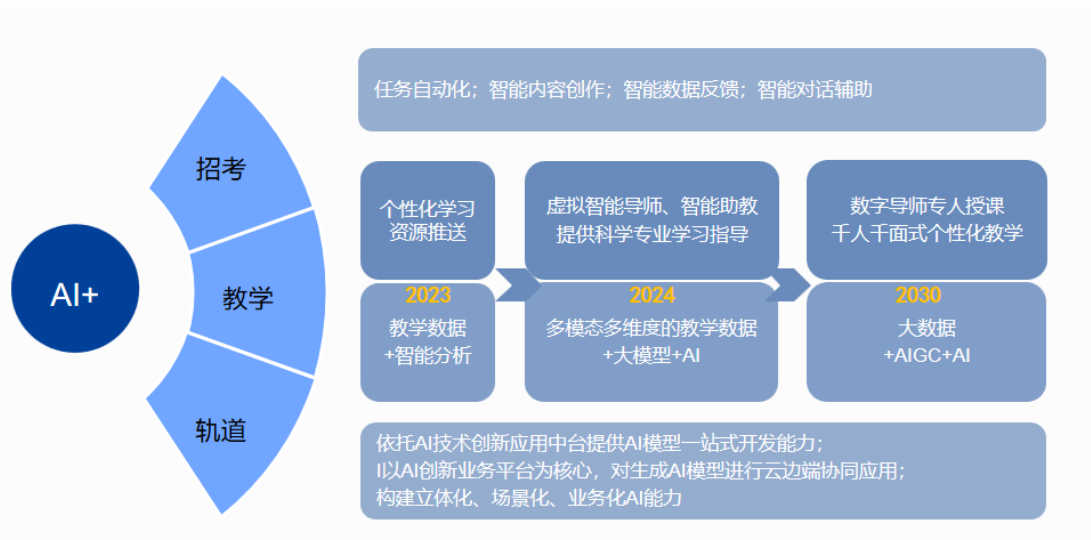 AI+
招考
教学
轨道
任务自动化；智能内容创作；智能数据反馈；智能对话辅助
个性化学习
资源推送
2023
教学数据
+智能分析
虚拟智能导师、智能助教
提供科学专业学习指导
2024
多模态多维度的教学数据
+大模型+AI
数字导师专人授课
千人千面式个性化教学
2030
大数据
+AIGC+AI
依托AI技术创新应用中台提供AI模型一站式开发能力；
I以AI创新业务平台为核心，对生成AI模型进行云边端协同应用；
构建立体化、场景化、业务化AI能力